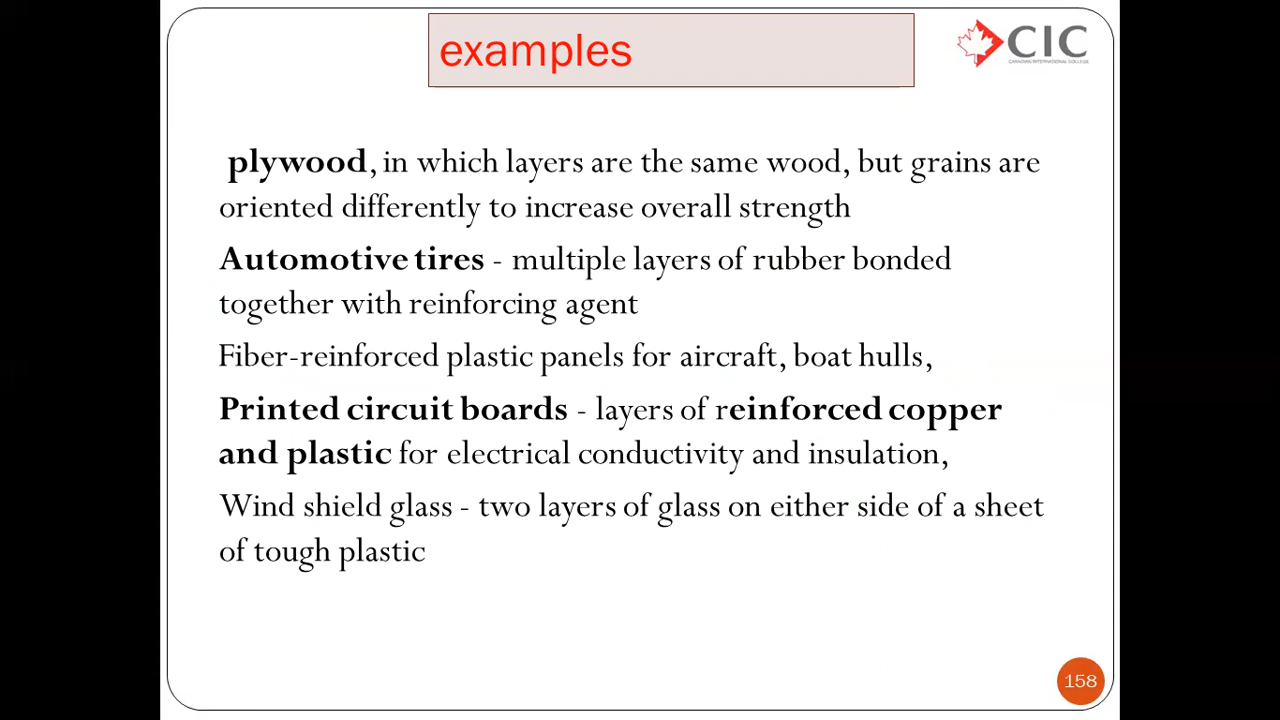 examples
CIC
CANADIAN INTERNATIONAL COLLEGE
plywood, in which layers are the same wood, but grains are
oriented differently to increase overall strength
Automotive tires - multiple layers of rubber bonded
together with reinforcing agent
Fiber-reinforced plastic panels for aircraft, boat hulls,
Printed circuit boards - layers of reinforced copper
and plastic for electrical conductivity and insulation,
Wind shield glass - two layers of glass on either side of a sheet
of tough plastic
158